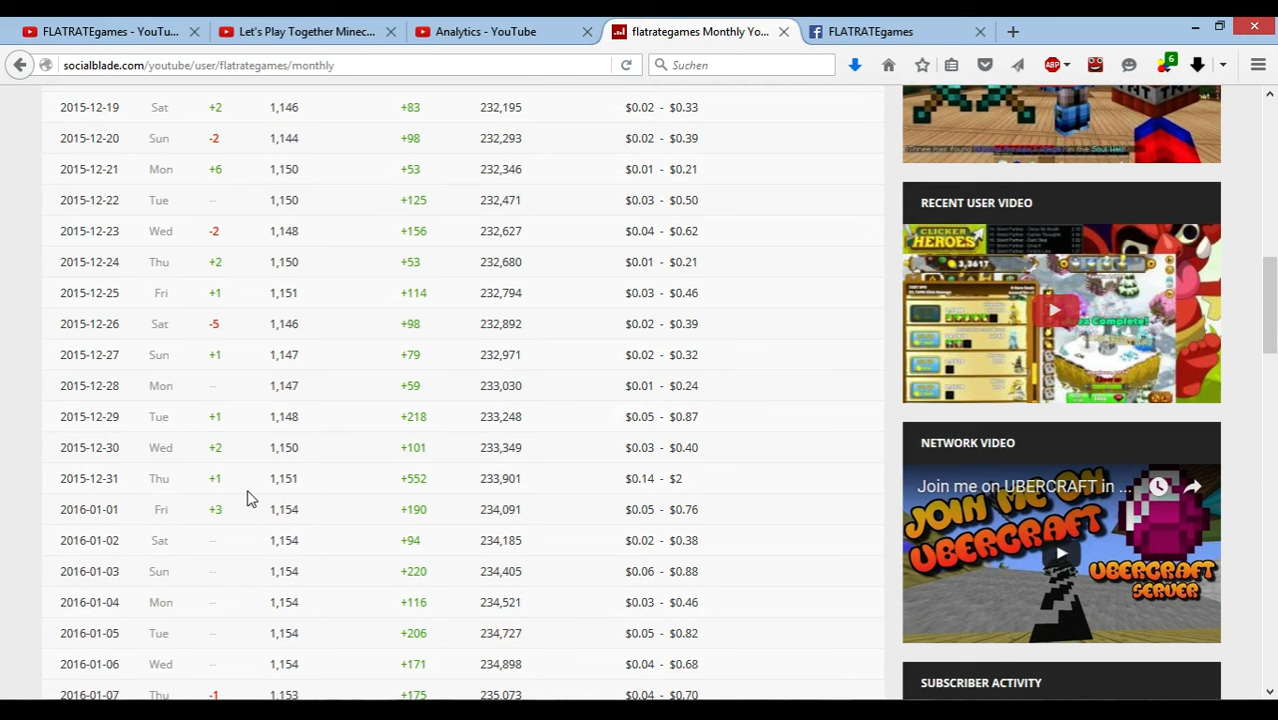 FLATRATEgames - YouTu...
Let's Play Together Minec...
Analytics - YouTube
flatrategames Monthly Yo...
FLATRATEgames
socialblade.com/youtube/user/flatrategames/monthly
Suchen
ABP
6
2015-12-19 Sat +2 1,146 +83 232,195 $0.02 - $0.33
2015-12-20 Sun -2 1,144 +98 232,293 $0.02 - $0.39
2015-12-21 Mon +6 1,150 +53 232,346 $0.01 - $0.21
2015-12-22 Tue -- 1,150 +125 232,471 $0.03 - $0.50
2015-12-23 Wed -2 1,148 +156 232,627 $0.04 - $0.62
2015-12-24 Thu +2 1,150 +53 232,680 $0.01 - $0.21
2015-12-25 Fri +1 1,151 +114 232,794 $0.03 - $0.46
2015-12-26 Sat -5 1,146 +98 232,892 $0.02 - $0.39
2015-12-27 Sun +1 1,147 +79 232,971 $0.02 - $0.32
2015-12-28 Mon -- 1,147 +59 233,030 $0.01 - $0.24
2015-12-29 Tue +1 1,148 +218 233,248 $0.05 - $0.87
2015-12-30 Wed +2 1,150 +101 233,349 $0.03 - $0.40
2015-12-31 Thu +1 1,151 +552 233,901 $0.14 - $2
2016-01-01 Fri +3 1,154 +190 234,091 $0.05 - $0.76
2016-01-02 Sat -- 1,154 +94 234,185 $0.02 - $0.38
2016-01-03 Sun -- 1,154 +220 234,405 $0.06 - $0.88
2016-01-04 Mon -- 1,154 +116 234,521 $0.03 - $0.46
2016-01-05 Tue -- 1,154 +206 234,727 $0.05 - $0.82
2016-01-06 Wed -- 1,154 +171 234,898 $0.04 - $0.68
2016-01-07 Thu -1 1,153 +175 235,073 $0.04 - $0.70
RECENT USER VIDEO
CLICKER
HEROES
3,361T
Complete!
NETWORK VIDEO
Join me on UBERCRAFT in ...
JOIN ME ON
UBERCRAFT
UBERCRAFT
SERVER
SUBSCRIBER ACTIVITY